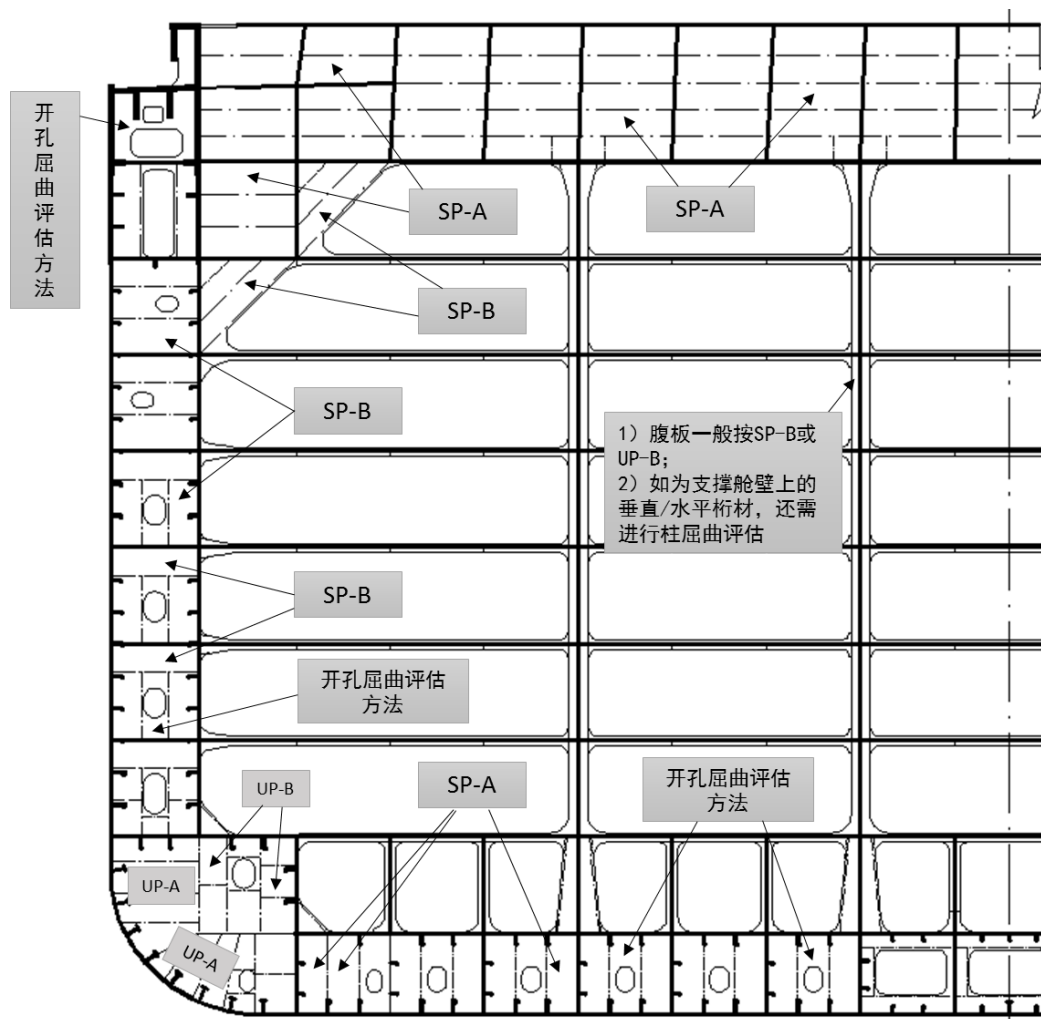 开
孔
屈
曲
评
估
方
法
SP-A
SP-A
SP-B
SP-B
1）腹板一般按SP-B或
UP-B；
2）如为支撑舱壁上的
垂直/水平桁材，还需
进行柱屈曲评估
SP-B
开孔屈曲评估
方法
UP-B
SP-A
开孔屈曲评估
方法
UP-A
UP-A